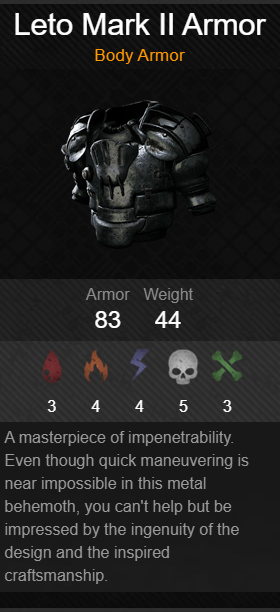 Leto Mark II Armor
Body Armor
Armor Weight
83 44
3 4 4 5 3
A masterpiece of impenetrability.
Even though quick maneuvering is
near impossible in this metal
behemoth, you can't help but be
impressed by the ingenuity of the
design and the inspired
craftsmanship.